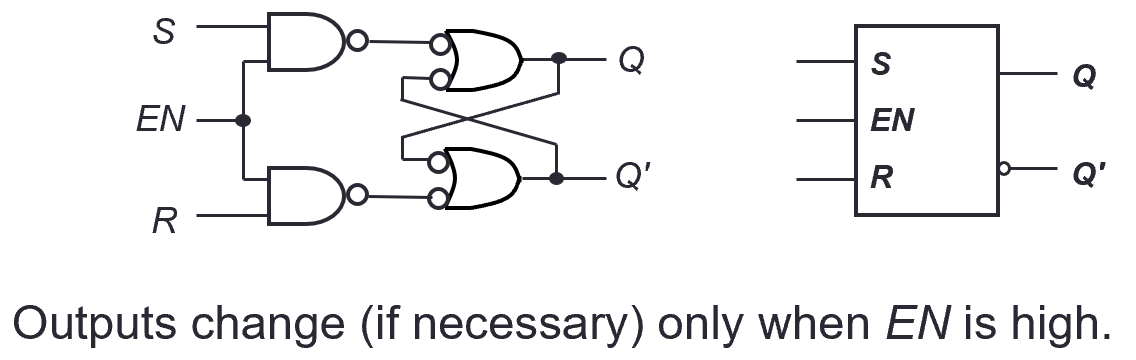 S
EN
R
Q
Q'
S
EN
R
Q
Q'
Outputs change (if necessary) only when EN is high.